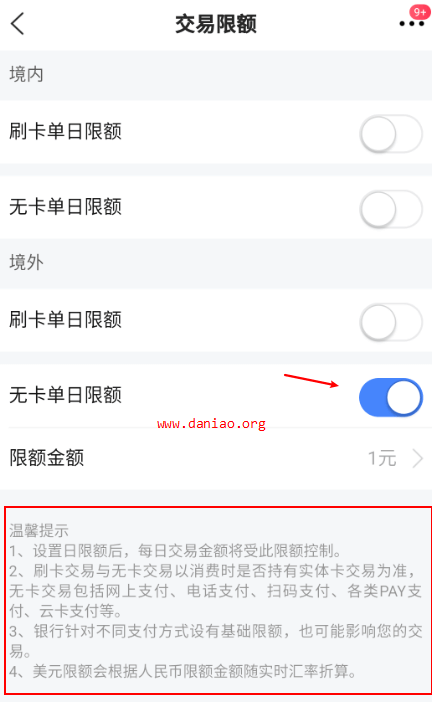 交易限额
9+
境内
刷卡单日限额
无卡单日限额
境外
刷卡单日限额
无卡单日限额
www.daniao.org
限额金额
1元
温馨提示
1、设置日限额后，每日交易金额将受此限额控制。
2、刷卡交易与无卡交易以消费时是否持有实体卡交易为准，
无卡交易包括网上支付、电话支付、扫码支付、各类PAY支
付、云卡支付等。
3、银行针对不同支付方式设有基础限额，也可能影响您的交
易。
4、美元限额会根据人民币限额金额随实时汇率折算。